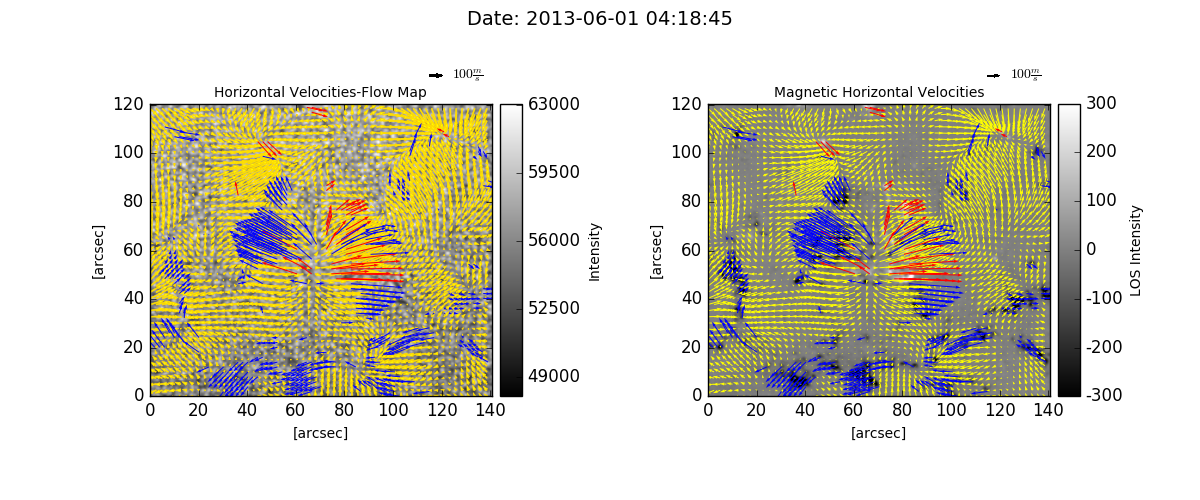 Date: 2013-06-01 04:18:45
100 m/s
Horizontal Velocities-Flow Map
120
100
80
60
40
20
0
0 20 40 60 80 100 120 140
[arcsec]
[arcsec]
63000
59500
56000
52500
49000
Intensity
100 m/s
Magnetic Horizontal Velocities
120
100
80
60
40
20
0
0 20 40 60 80 100 120 140
[arcsec]
[arcsec]
300
200
100
0
-100
-200
-300
LOS Intensity